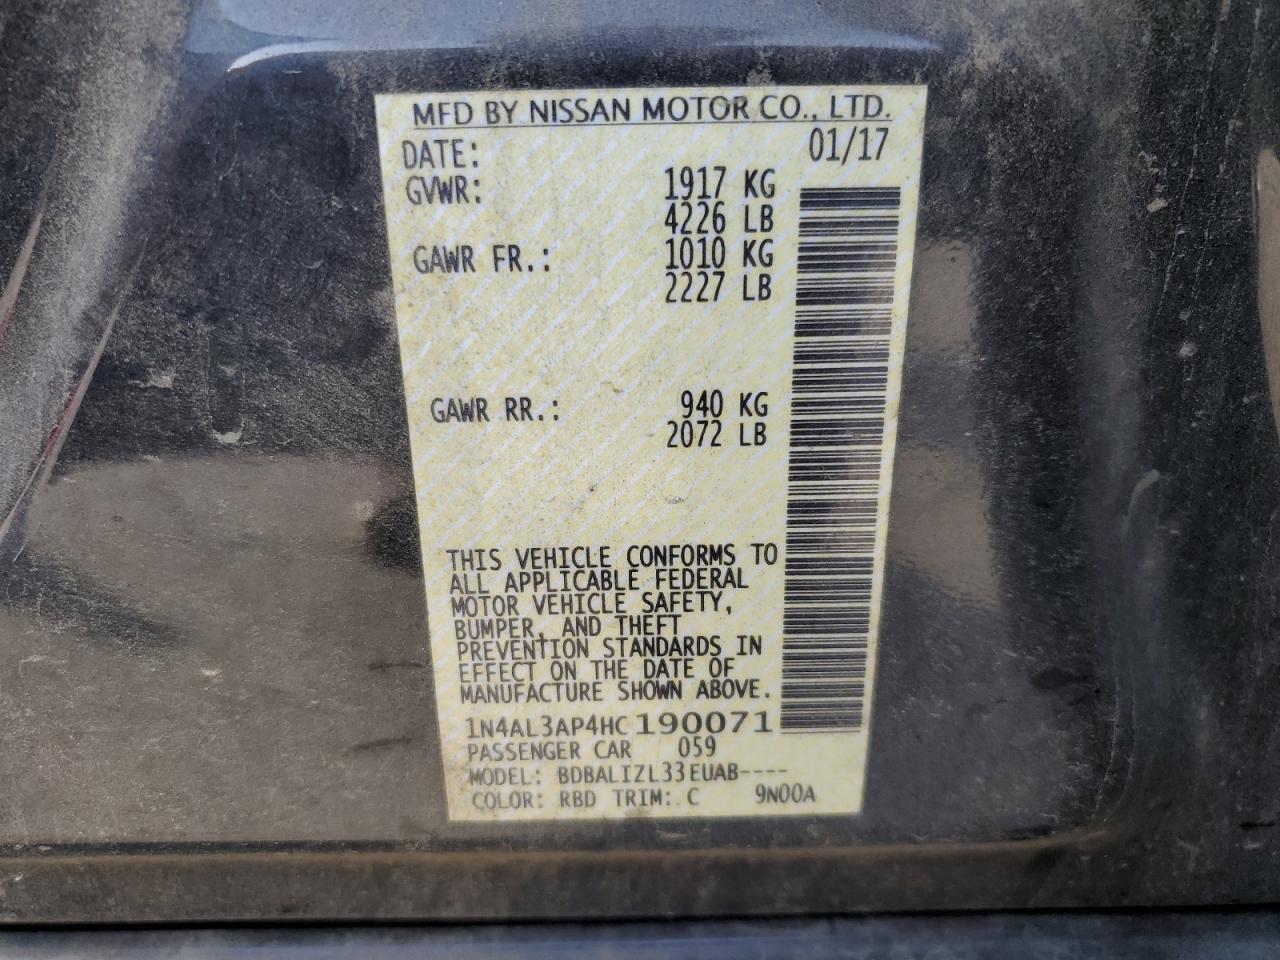 MFD BY NISSAN MOTOR CO., LTD.
DATE: 01/17
GVWR: 1917 KG
4226 LB
GAWR FR.: 1010 KG
2227 LB
GAWR RR.: 940 KG
2072 LB
THIS VEHICLE CONFORMS TO
ALL APPLICABLE FEDERAL
MOTOR VEHICLE SAFETY,
BUMPER, AND THEFT
PREVENTION STANDARDS IN
EFFECT ON THE DATE OF
MANUFACTURE SHOWN ABOVE.
1N4AL3AP4HC190071
PASSENGER CAR 059
MODEL: BDBALIZL33EUAB----
COLOR: RBD TRIM: C 9N00A